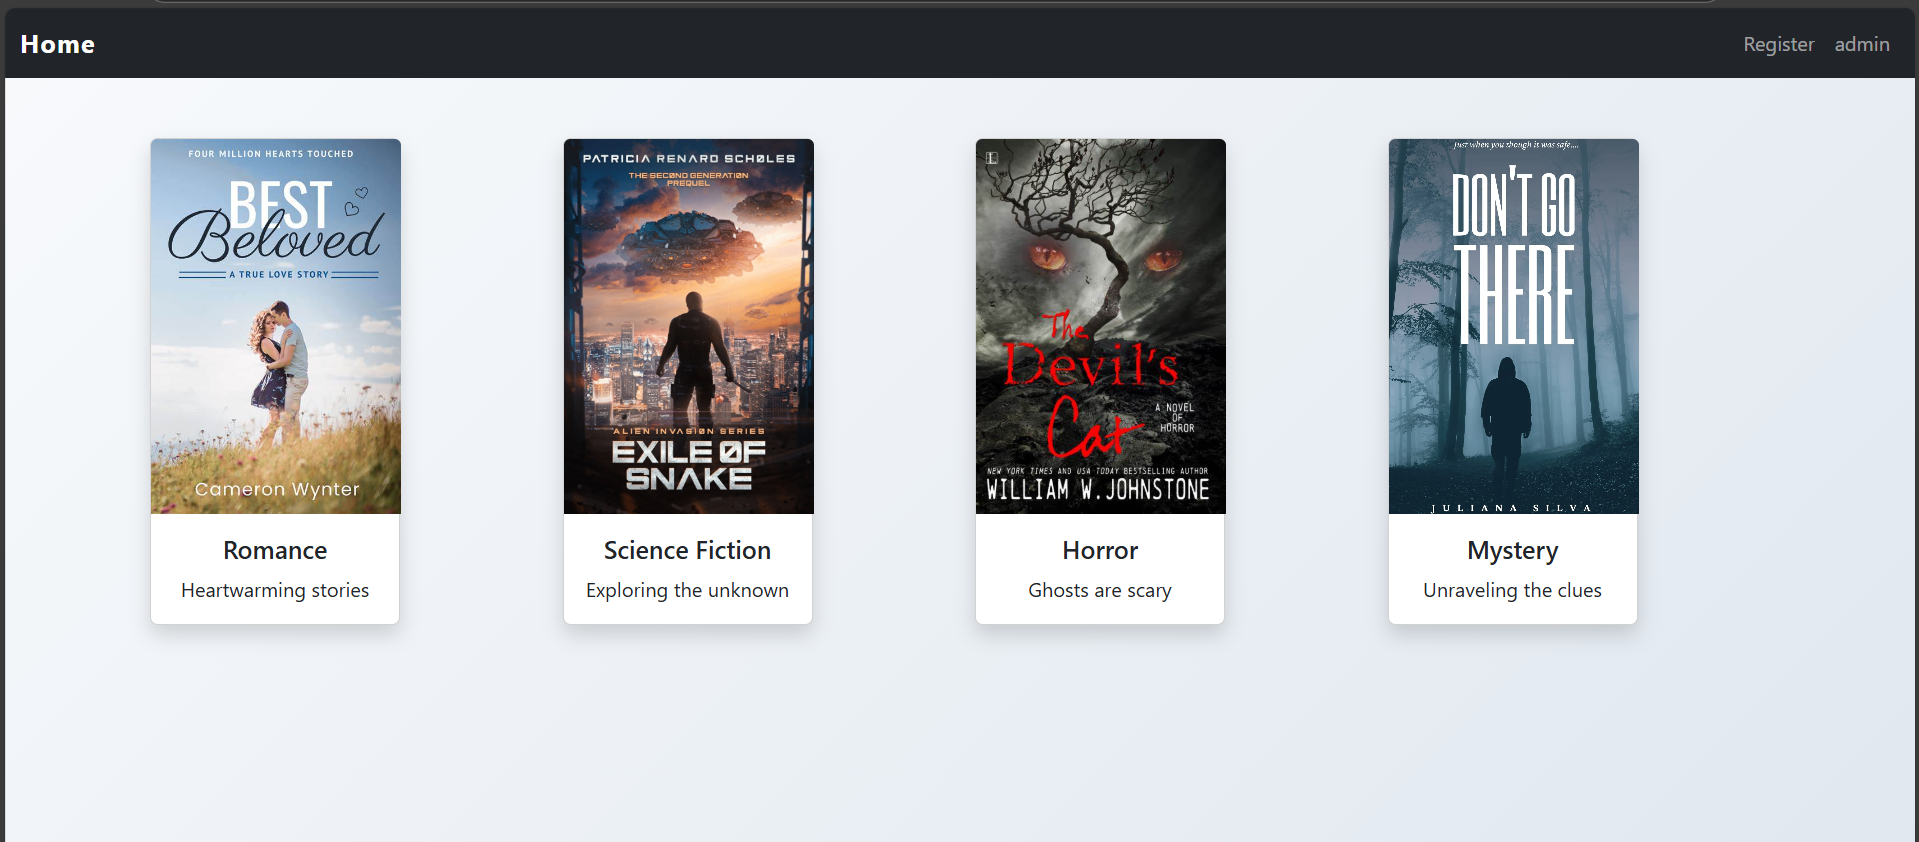 Home
Register
admin
FOUR MILLION HEARTS TOUCHED
BEST
Beloved
A TRUE LOVE STORY
Cameron Wynter
Romance
Heartwarming stories
PATRICIA RENARD SCHØLES
THE SECØND GENERATIØN
PREQUEL
ALIEN INVASIØN SERIES
EXILE ØF
SNAKE
Science Fiction
Exploring the unknown
L
The
Devil's
Cat
A NOVEL
OF
HORROR
NEW YORK TIMES AND USA TODAY BESTSELLING AUTHOR
WILLIAM W. JOHNSTONE
Horror
Ghosts are scary
Just when you though it was safe....
DON'T GO
THERE
JULIANA SILVA
Mystery
Unraveling the clues